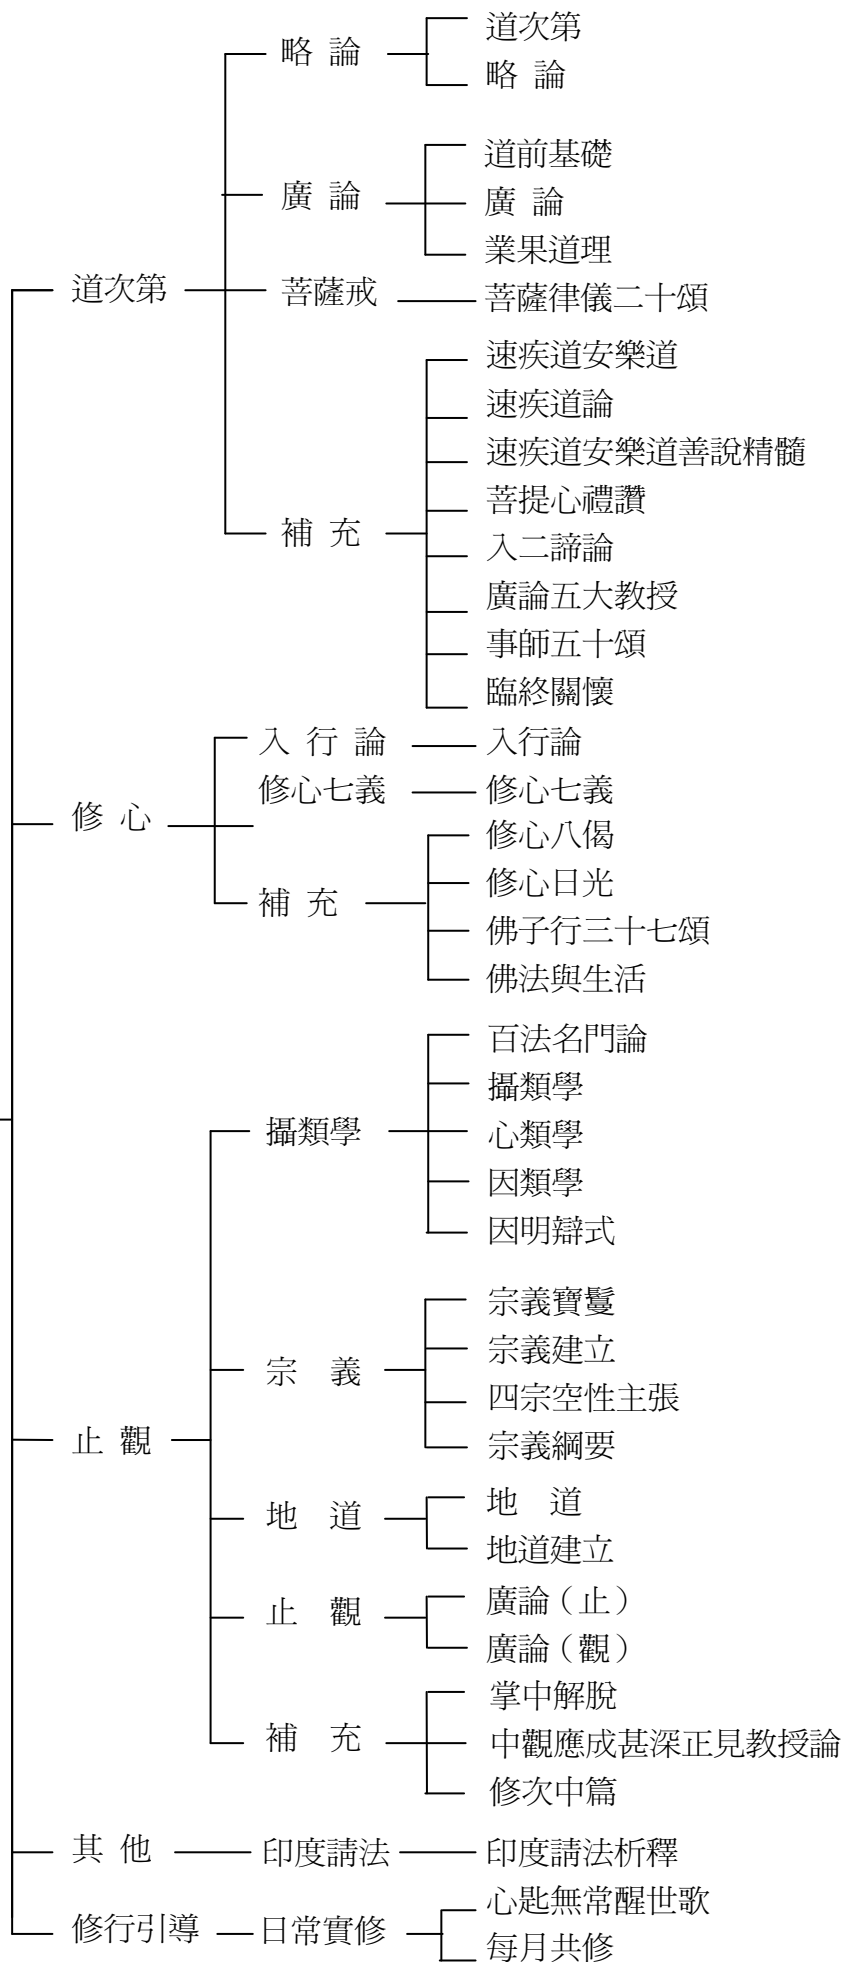 道次第
略 論
道次第
略 論
廣 論
道前基礎
廣 論
業果道理
菩薩戒
菩薩律儀二十頌
補 充
速疾道安樂道
速疾道論
速疾道安樂道善說精髓
菩提心禮讚
入二諦論
廣論五大教授
事師五十頌
臨終關懷
修 心
入 行 論
入行論
修心七義
修心七義
補 充
修心八偈
修心日光
佛子行三十七頌
佛法與生活
止 觀
攝類學
百法名門論
攝類學
心類學
因類學
因明辯式
宗 義
宗義寶鬘
宗義建立
四宗空性主張
宗義綱要
地 道
地 道
地道建立
止 觀
廣論(止)
廣論(觀)
補 充
掌中解脫
中觀應成甚深正見教授論
修次中篇
其 他
印度請法
印度請法析釋
修行引導
日常實修
心匙無常醒世歌
每月共修